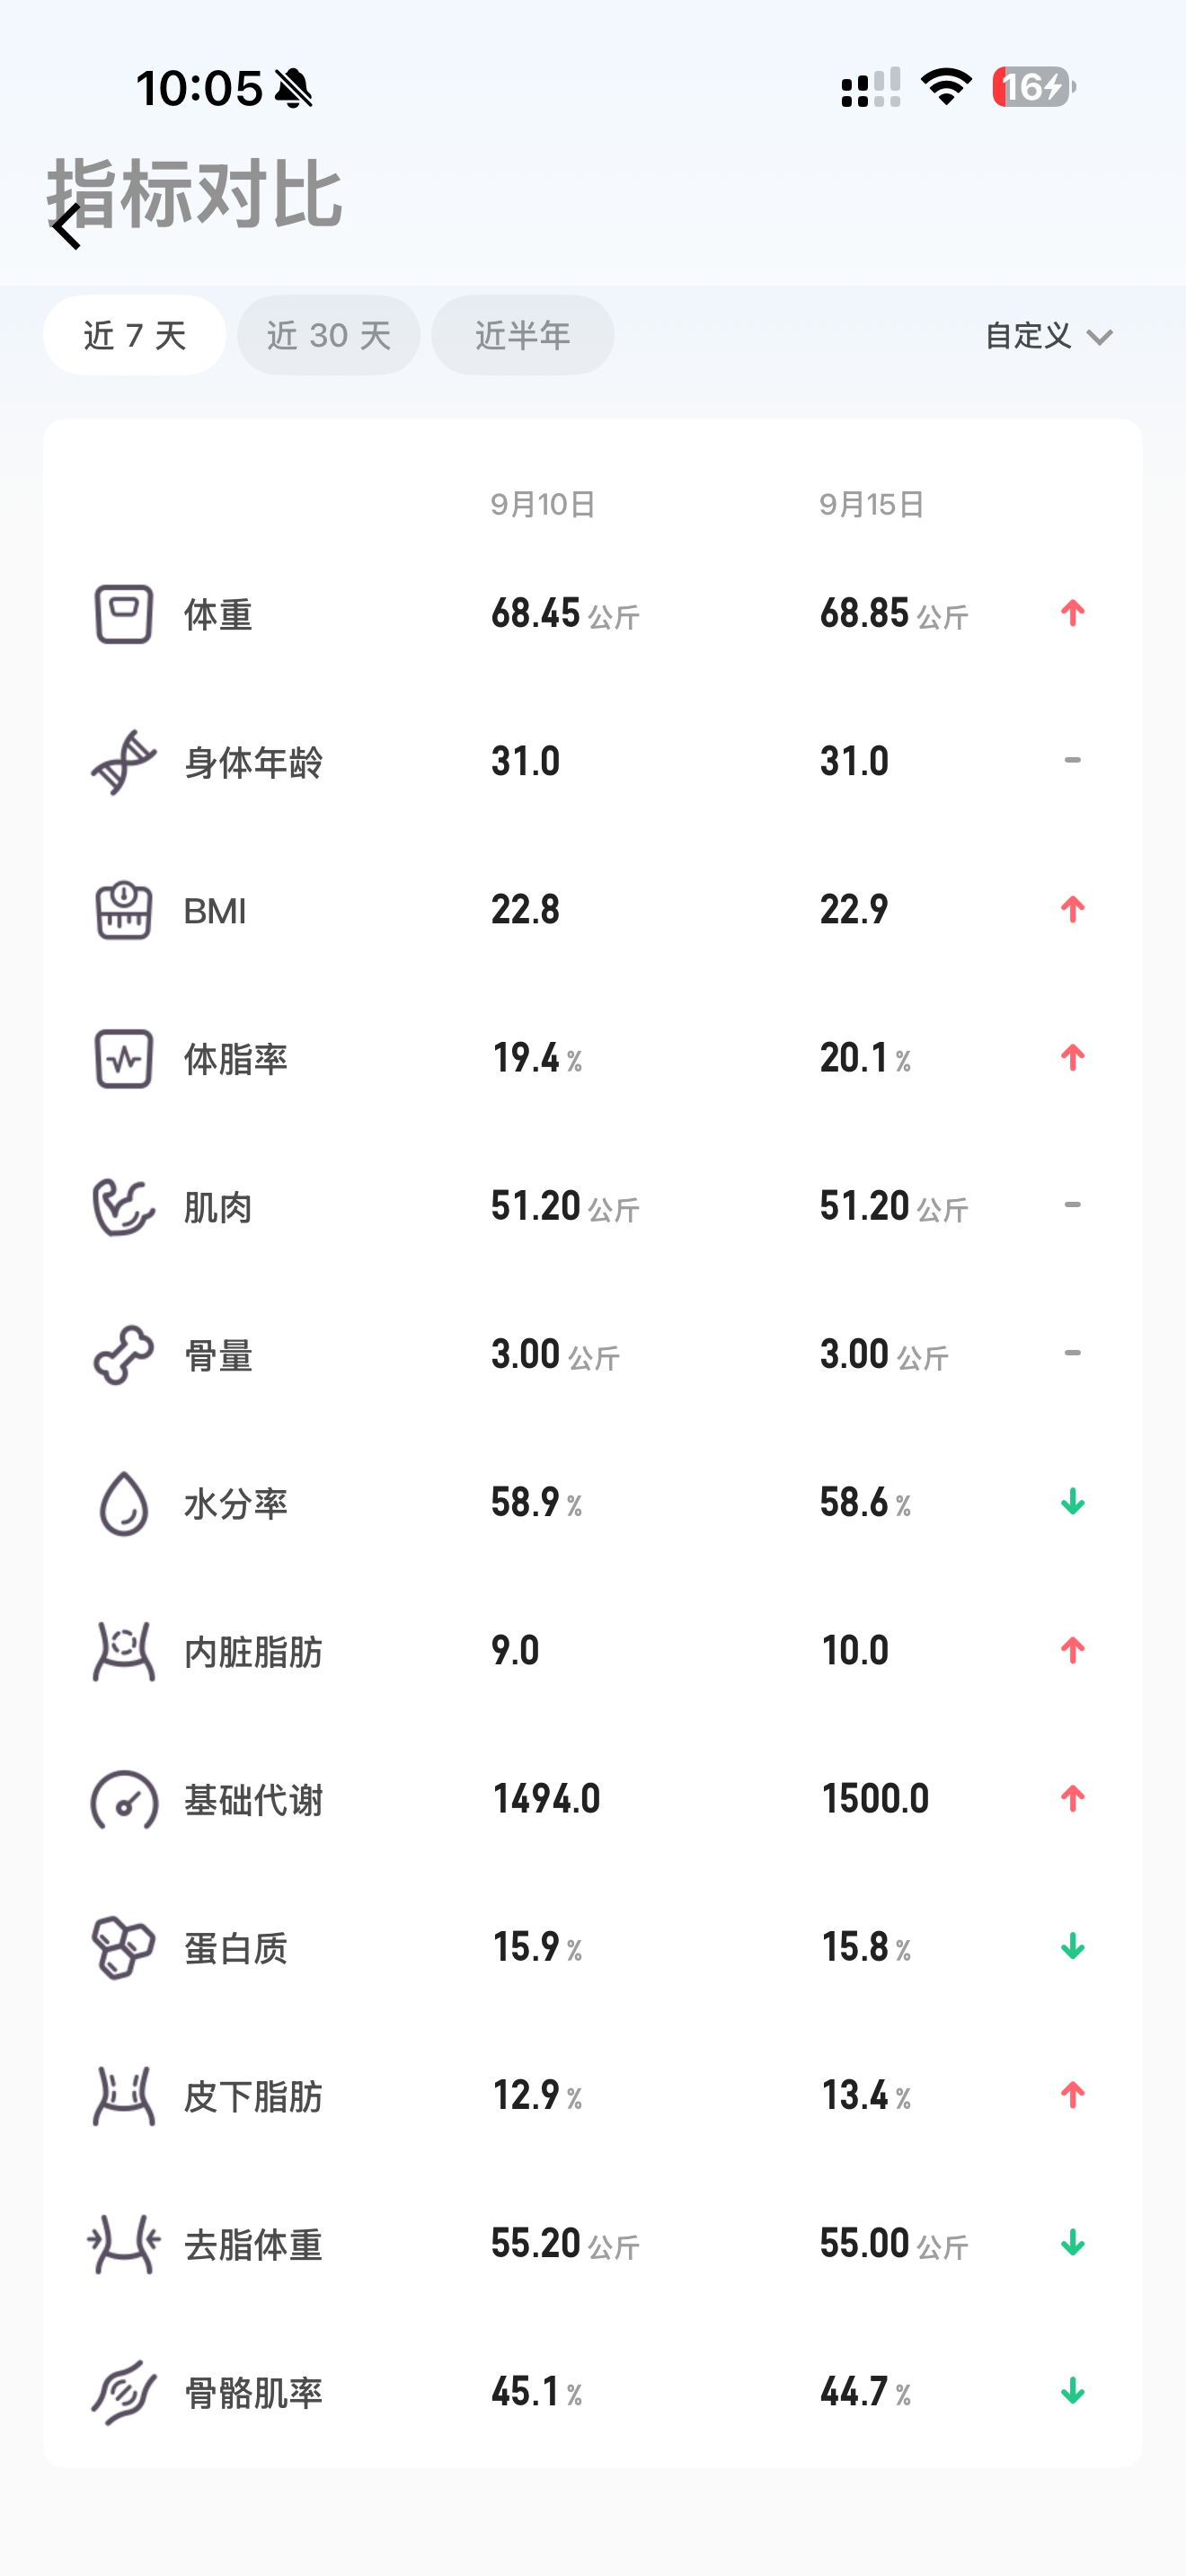 10:05
16
指标对比
近 7 天 近 30 天 近半年 自定义
9月10日 9月15日
体重 68.45 公斤 68.85 公斤
身体年龄 31.0 31.0 -
BMI 22.8 22.9
体脂率 19.4 % 20.1 %
肌肉 51.20 公斤 51.20 公斤 -
骨量 3.00 公斤 3.00 公斤 -
水分率 58.9 % 58.6 %
内脏脂肪 9.0 10.0
基础代谢 1494.0 1500.0
蛋白质 15.9 % 15.8 %
皮下脂肪 12.9 % 13.4 %
去脂体重 55.20 公斤 55.00 公斤
骨骼肌率 45.1 % 44.7 %